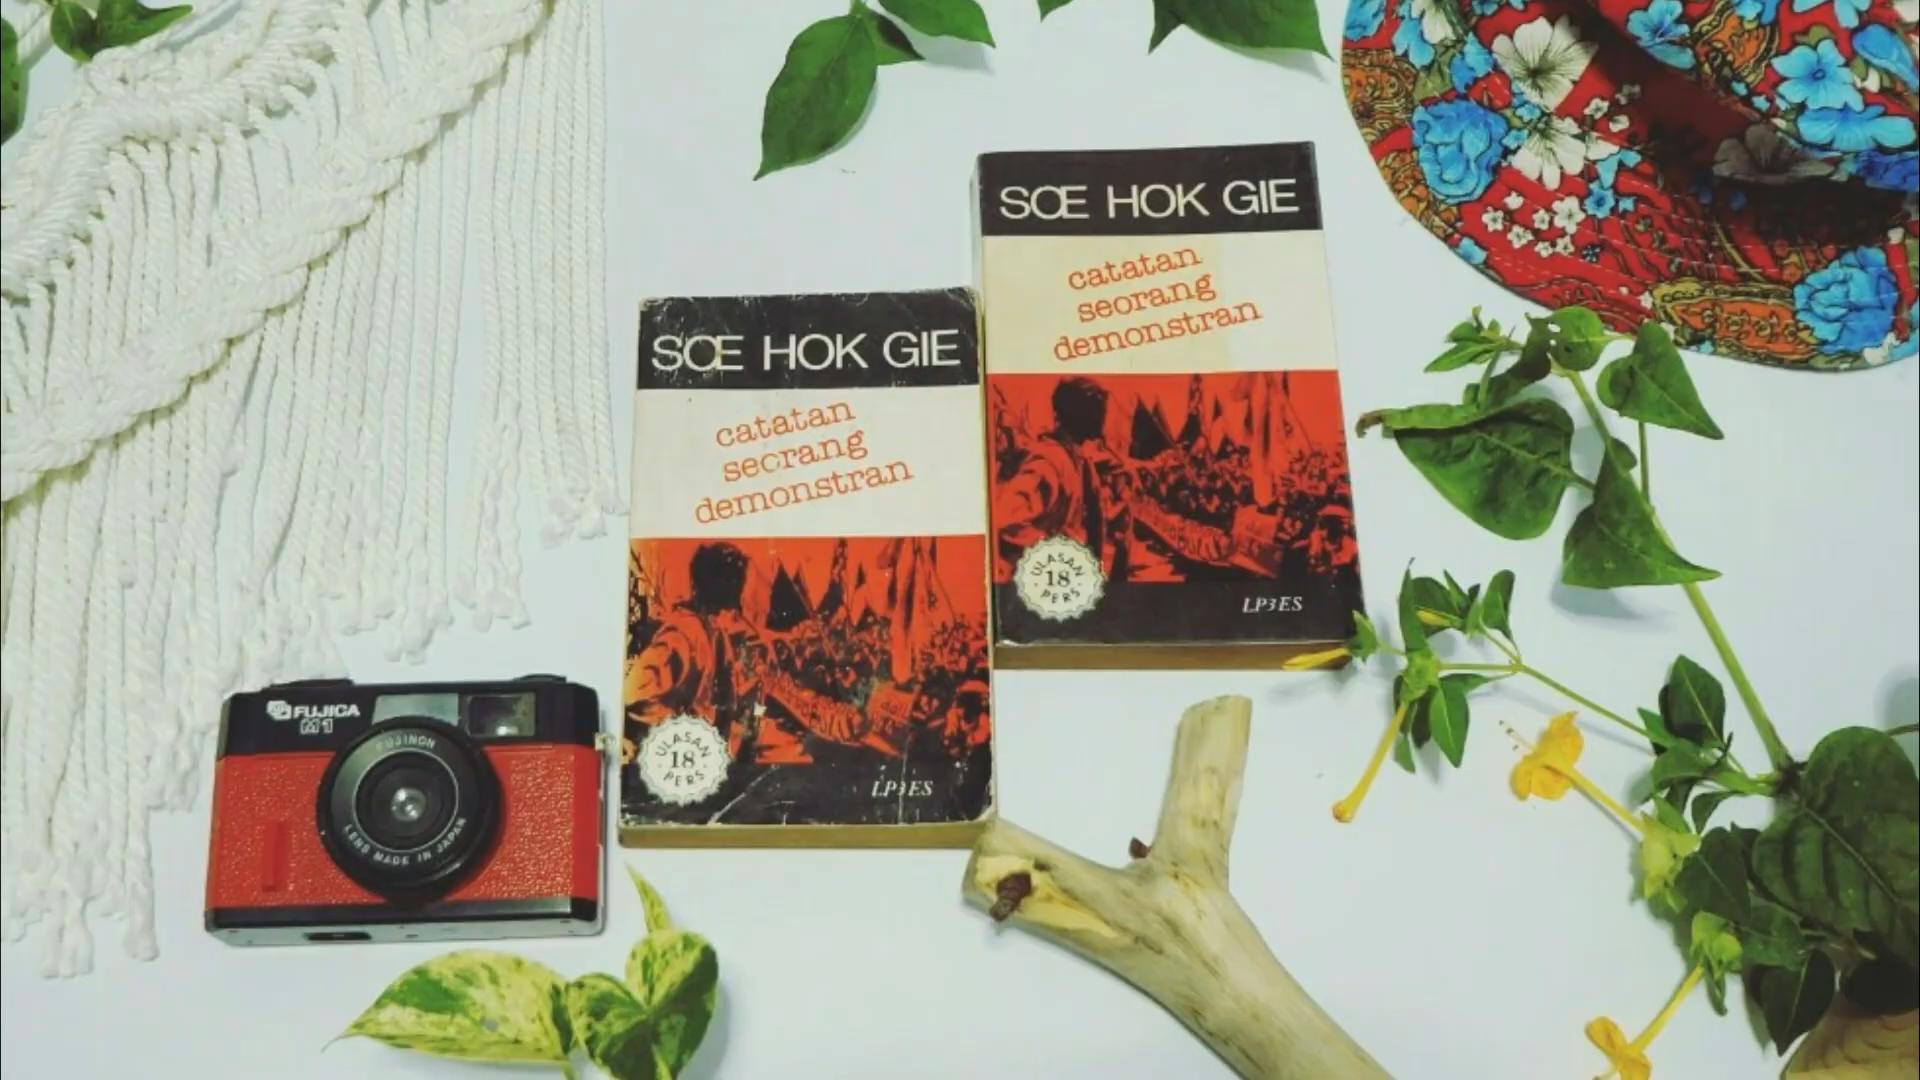 SOE HOK GIE
catatan
seorang
demonstran
ULASAN
18
PERS
LP3ES
SOE HOK GIE
catatan
seorang
demonstran
ULASAN
18
PERS
LP3ES
FUJICA
M1
FUJINON
LENS MADE IN JAPAN